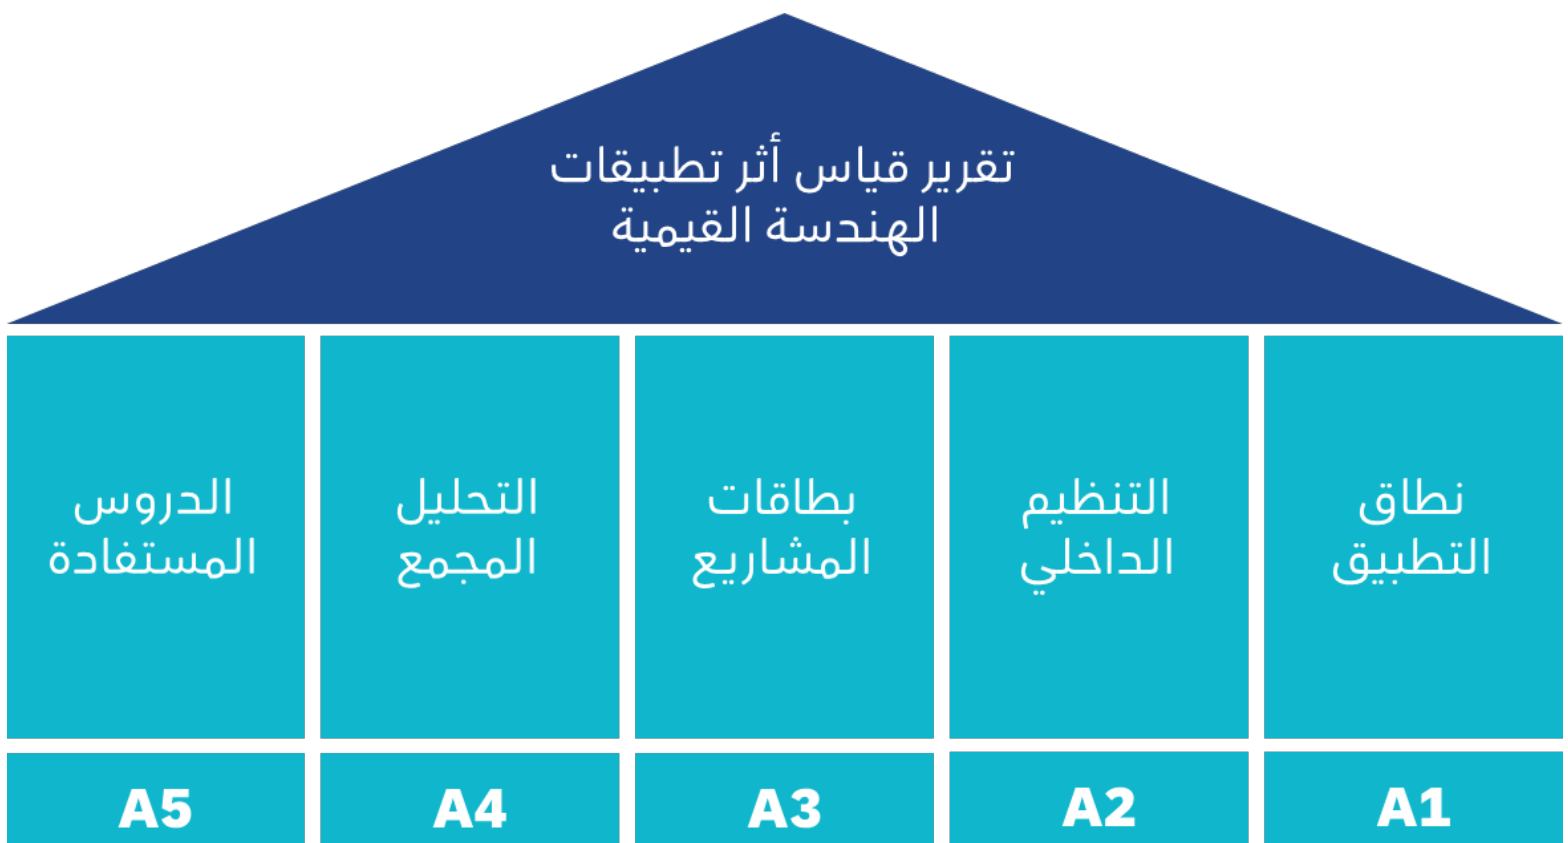 تقرير قياس أثر تطبيقات
الهندسة القيمية
نطاق
التطبيق
A1
التنظيم
الداخلي
A2
بطاقات
المشاريع
A3
التحليل
المجمع
A4
الدروس
المستفادة
A5